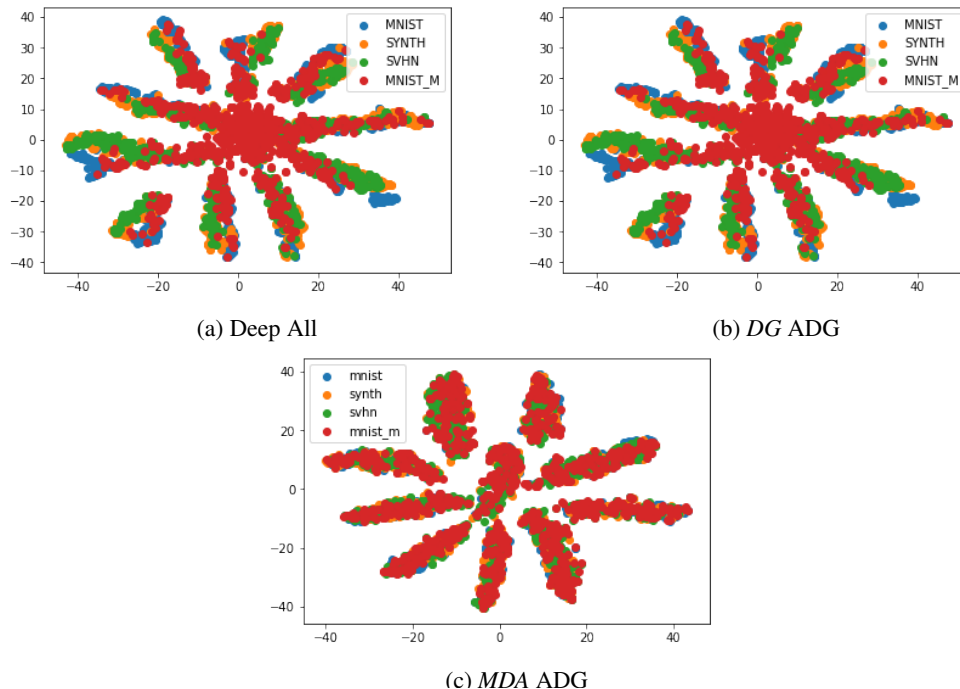 40
30
20
10
0
−10
−20
−30
−40
−40 −20 0 20 40
MNIST
SYNTH
SVHN
MNIST_M
(a) Deep All
40
30
20
10
0
−10
−20
−30
−40
−40 −20 0 20 40
MNIST
SYNTH
SVHN
MNIST_M
(b) DG ADG
40
20
0
−20
−40
−40 −20 0 20 40
mnist
synth
svhn
mnist_m
(c) MDA ADG